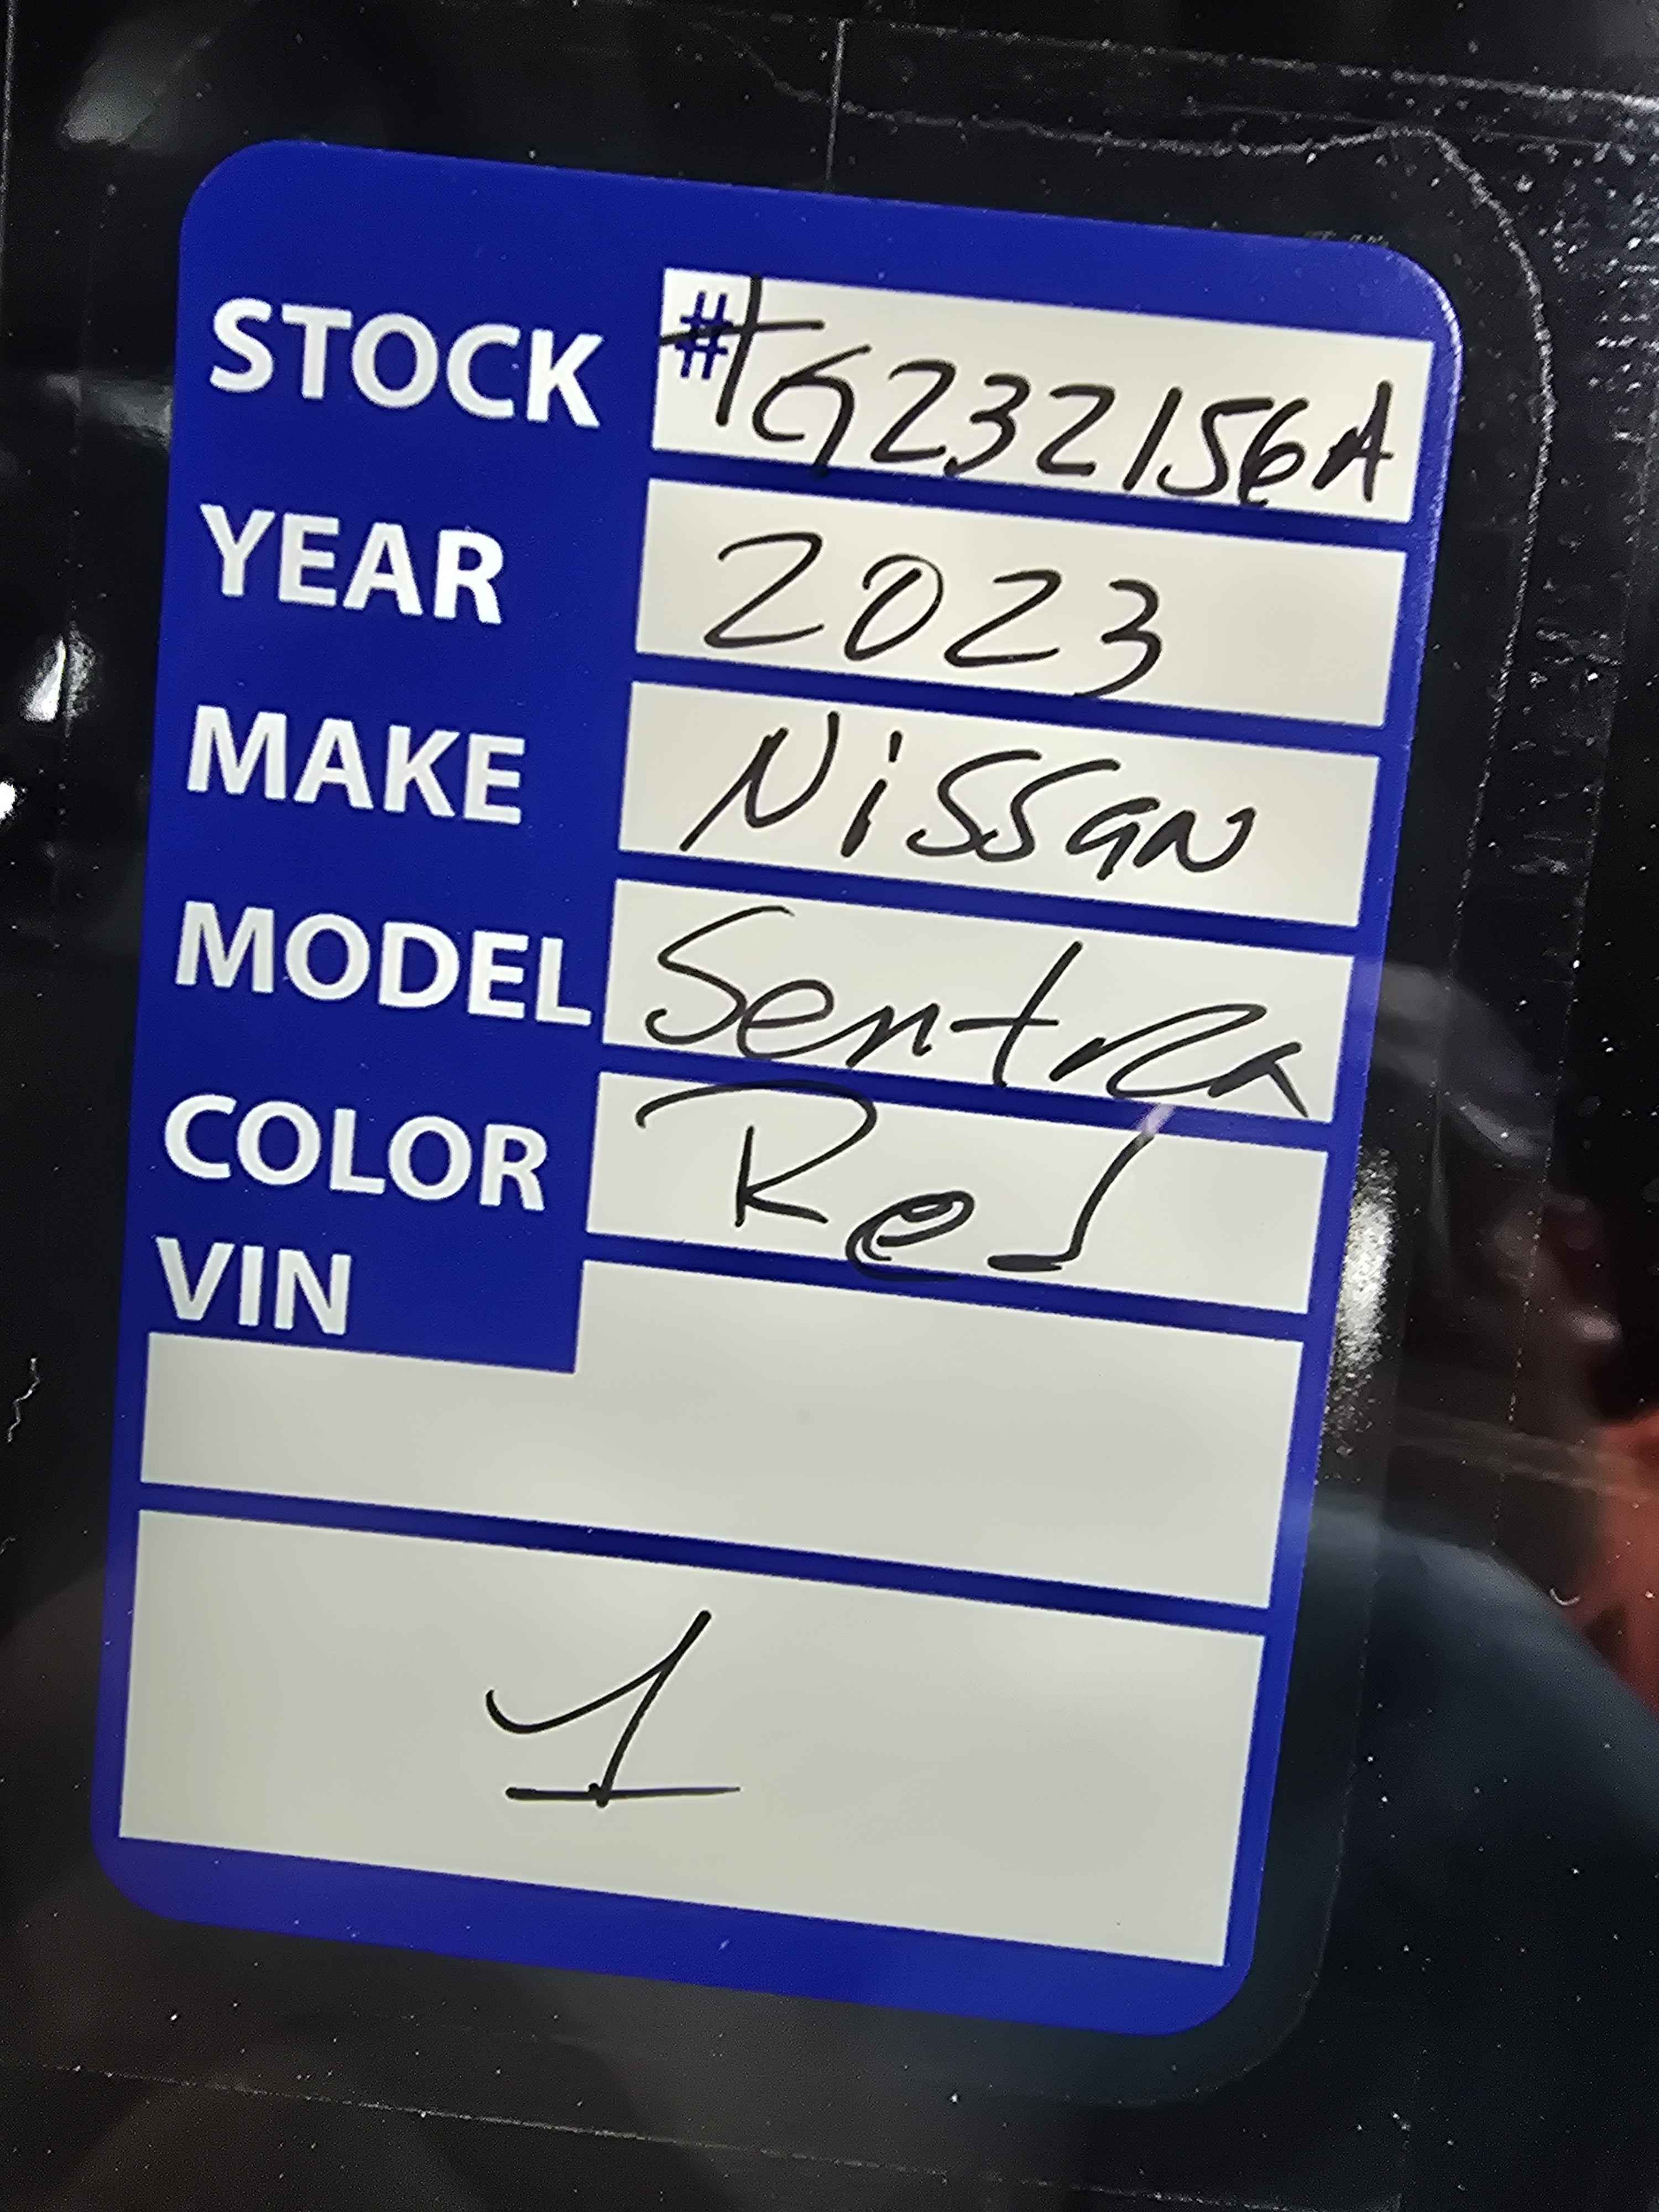 STOCK #TG232156A
YEAR 2023
MAKE Nissan
MODEL Sentra
COLOR Red
VIN
1